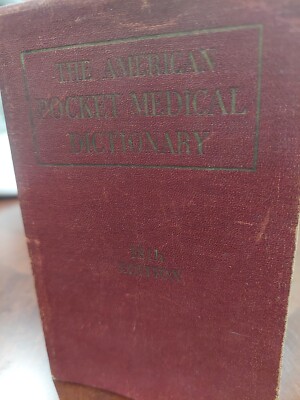 THE AMERICAN
POCKET MEDICAL
DICTIONARY